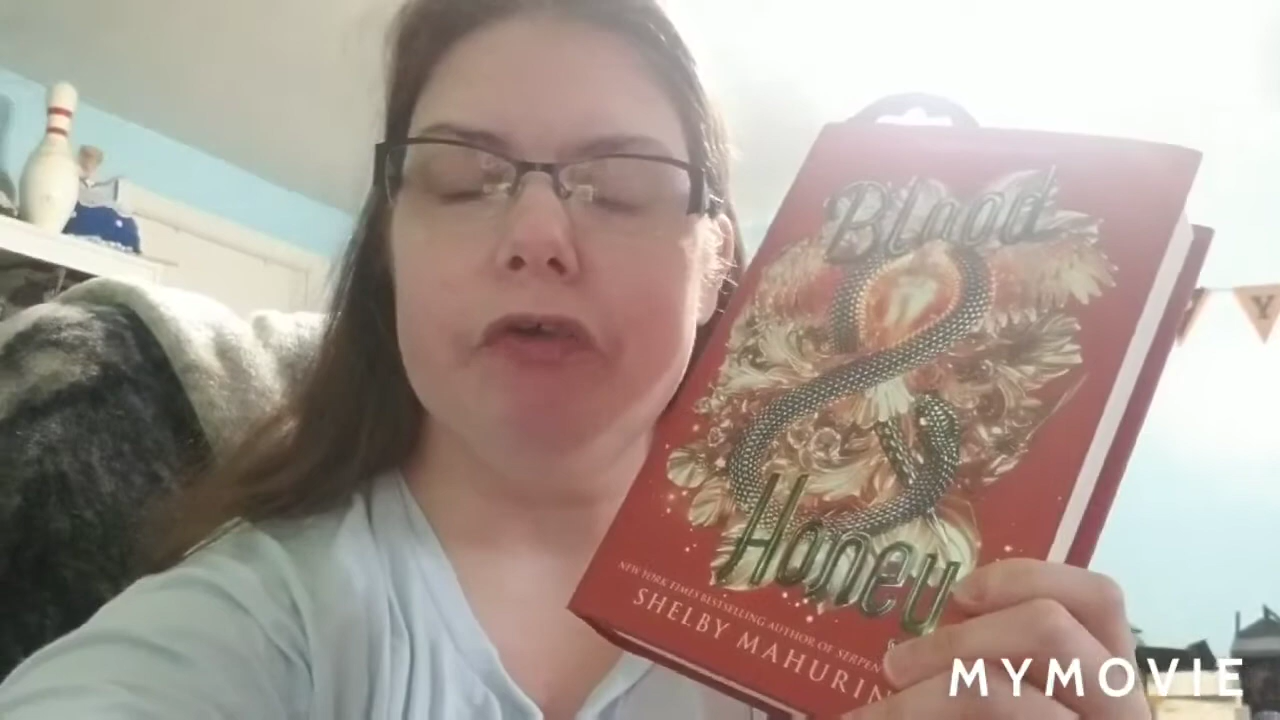 Blood
&
Honey
NEW YORK TIMES BESTSELLING AUTHOR OF SERPEN
SHELBY MAHURIN
Y
MYMOVIE